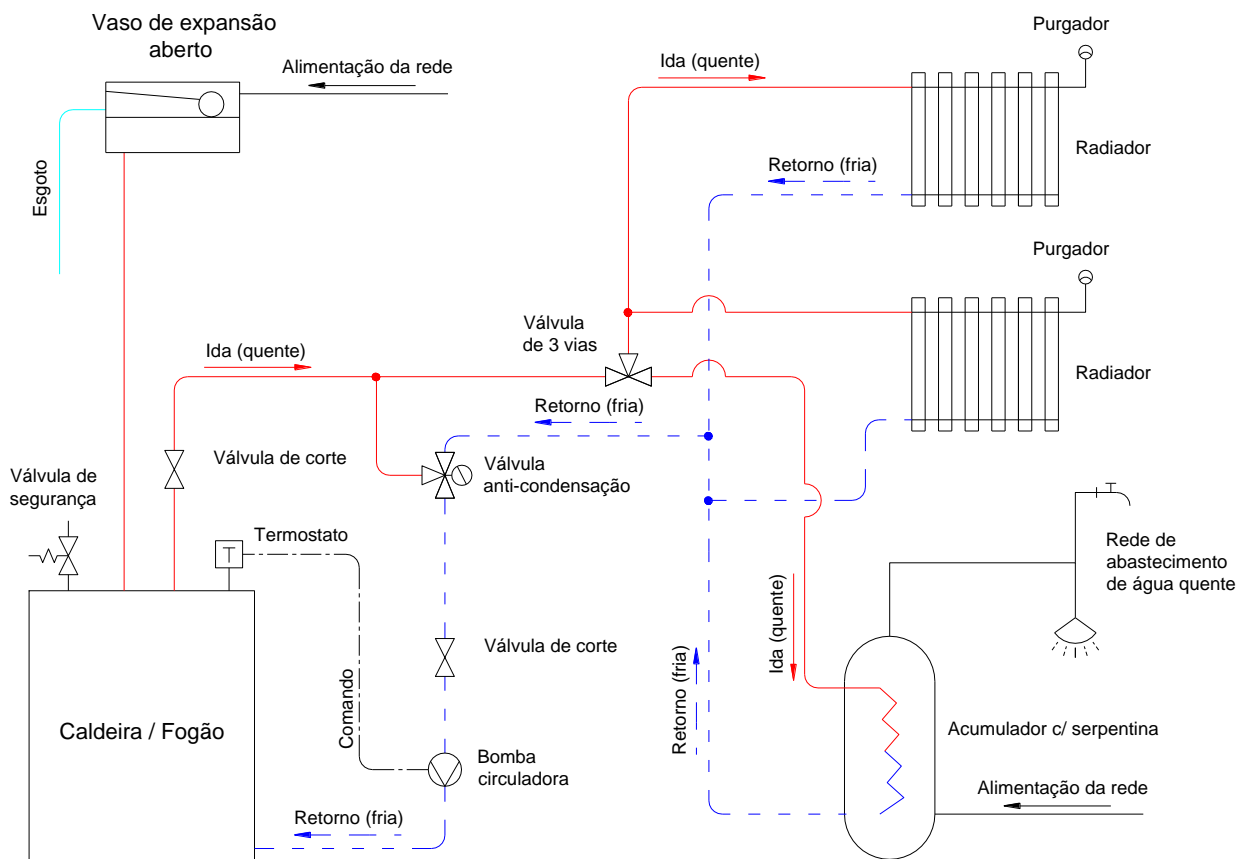 Vaso de expansão
aberto
Alimentação da rede
Esgoto
Purgador
Ida (quente)
Radiador
Retorno (fria)
Purgador
Radiador
Válvula
de 3 vias
Ida (quente)
Retorno (fria)
Válvula de corte
Válvula
anti-condensação
Válvula de
segurança
Termostato
T
Comando
Válvula de corte
Bomba
circuladora
Caldeira / Fogão
Retorno (fria)
Retorno (fria)
Ida (quente)
Rede de
abastecimento
de água quente
Acumulador c/ serpentina
Alimentação da rede